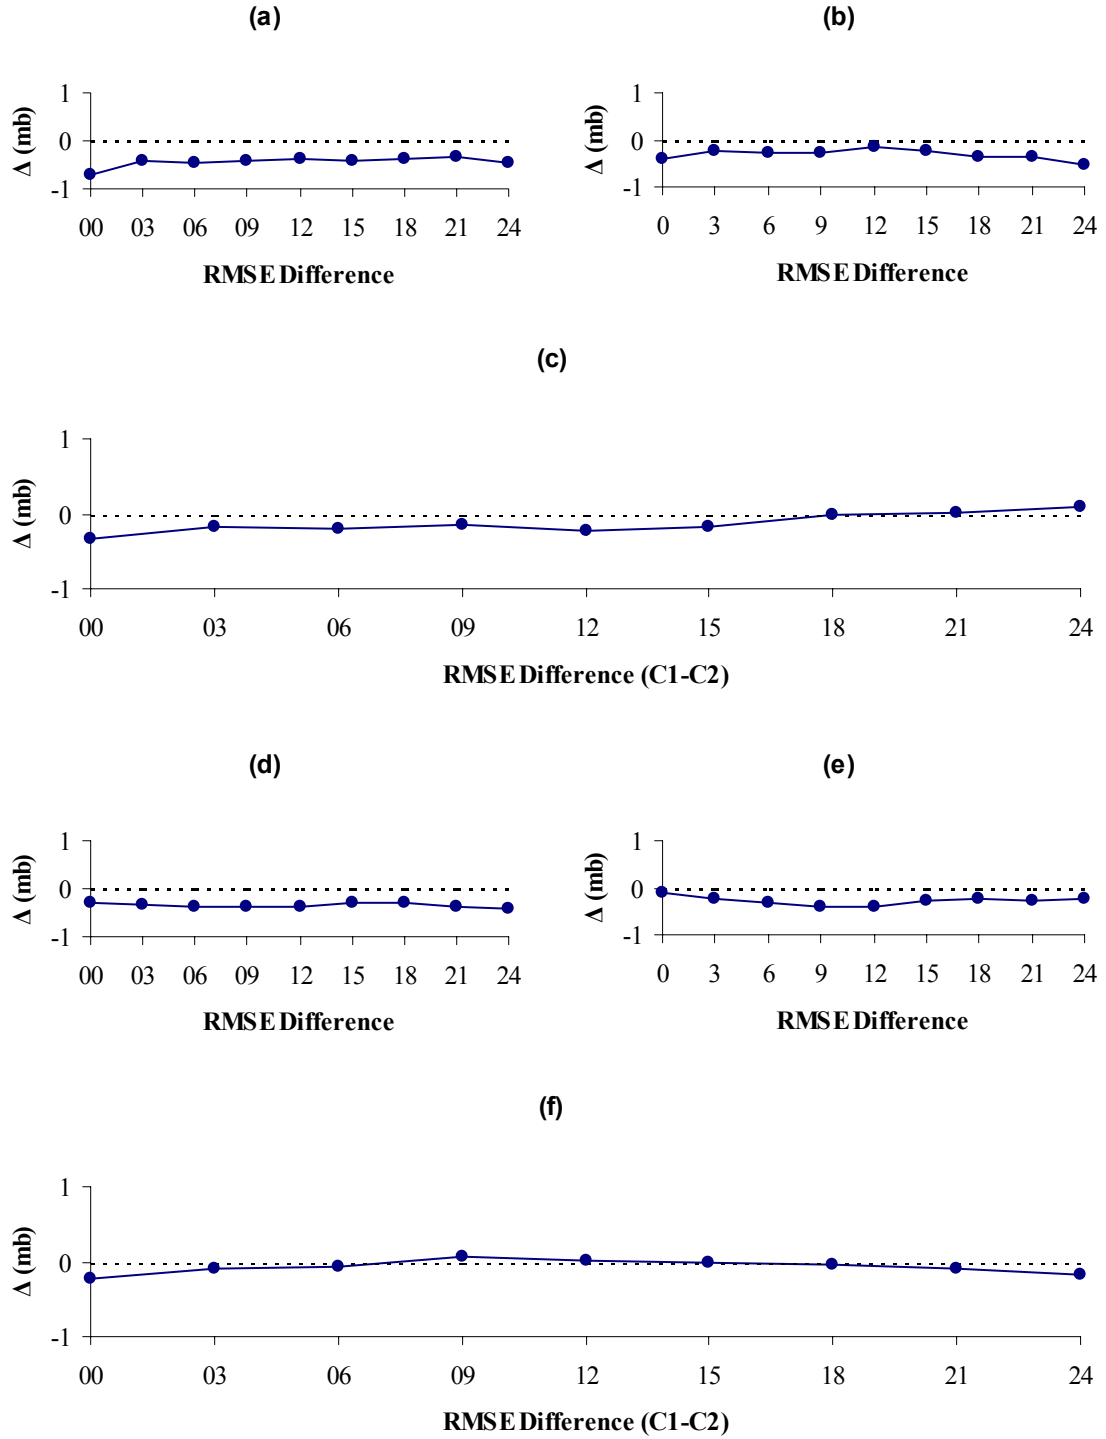 (a)
1
0
-1
Δ (mb)
00 03 06 09 12 15 18 21 24
RMSE Difference
(b)
1
0
-1
Δ (mb)
0 3 6 9 12 15 18 21 24
RMSE Difference
(c)
1
0
-1
Δ (mb)
00 03 06 09 12 15 18 21 24
RMSE Difference (C1-C2)
(d)
1
0
-1
Δ (mb)
00 03 06 09 12 15 18 21 24
RMSE Difference
(e)
1
0
-1
Δ (mb)
0 3 6 9 12 15 18 21 24
RMSE Difference
(f)
1
0
-1
Δ (mb)
00 03 06 09 12 15 18 21 24
RMSE Difference (C1-C2)